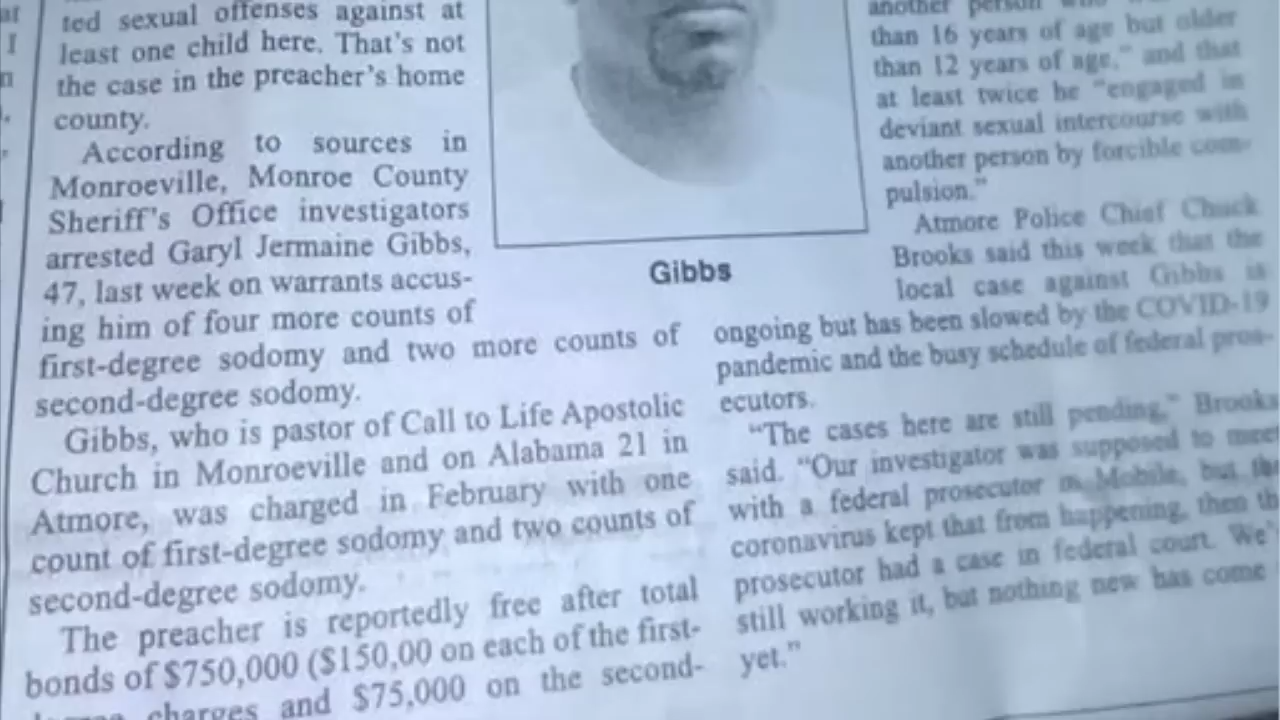 ted sexual offenses against at
least one child here. That's not
the case in the preacher's home
county.
According to sources in
Monroeville, Monroe County
Sheriff's Office investigators
arrested Garyl Jermaine Gibbs,
47, last week on warrants accus-
ing him of four more counts of
first-degree sodomy and two more counts of
second-degree sodomy.
Gibbs, who is pastor of Call to Life Apostolic
Church in Monroeville and on Alabama 21 in
Atmore, was charged in February with one
count of first-degree sodomy and two counts of
second-degree sodomy.
The preacher is reportedly free after total
bonds of $750,000 ($150,00 on each of the first-
charges and $75,000 on the second-
Gibbs
another person who
than 16 years of age but older
than 12 years of age," and that
at least twice he "engaged in
deviant sexual intercourse with
another person by forcible com-
pulsion."
Atmore Police Chief Chuck
Brooks said this week that the
local case against Gibbs is
ongoing but has been slowed by the COVID-19
pandemic and the busy schedule of federal pros-
ecutors.
"The cases here are still pending," Brooks
said. "Our investigator was supposed to meet
with a federal prosecutor in Mobile, but the
coronavirus kept that from happening, then th
prosecutor had a case in federal court. We'
still working it, but nothing new has come
yet."